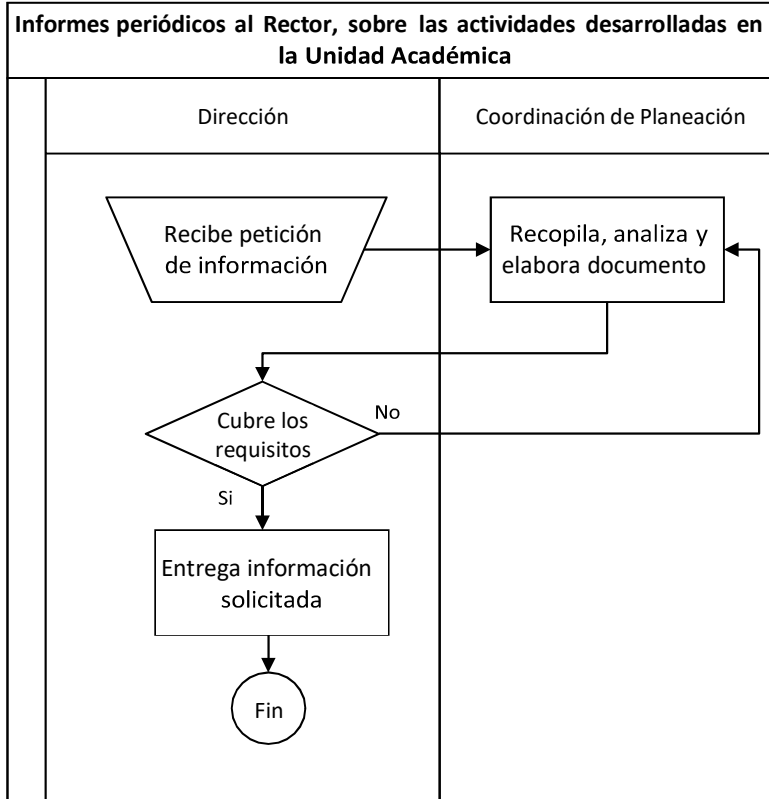 Informes periódicos al Rector, sobre las actividades desarrolladas en
la Unidad Académica
Dirección
Coordinación de Planeación
Recibe petición
de información
Recopila, analiza y
elabora documento
Cubre los
requisitos
No
Si
Entrega información
solicitada
Fin